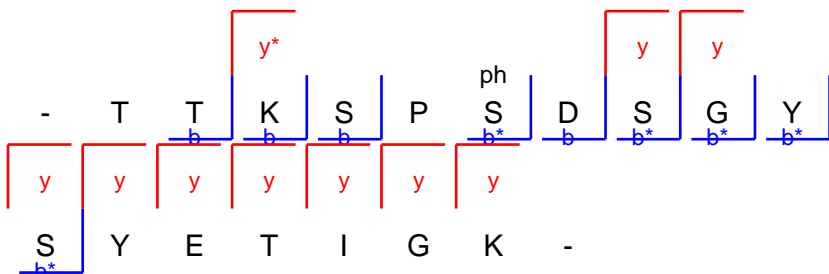 y* y y
ph
- T T K S P S D S G Y
b b b b* b b* b* b*
y y y y y y y
S Y E T I G K -
b*